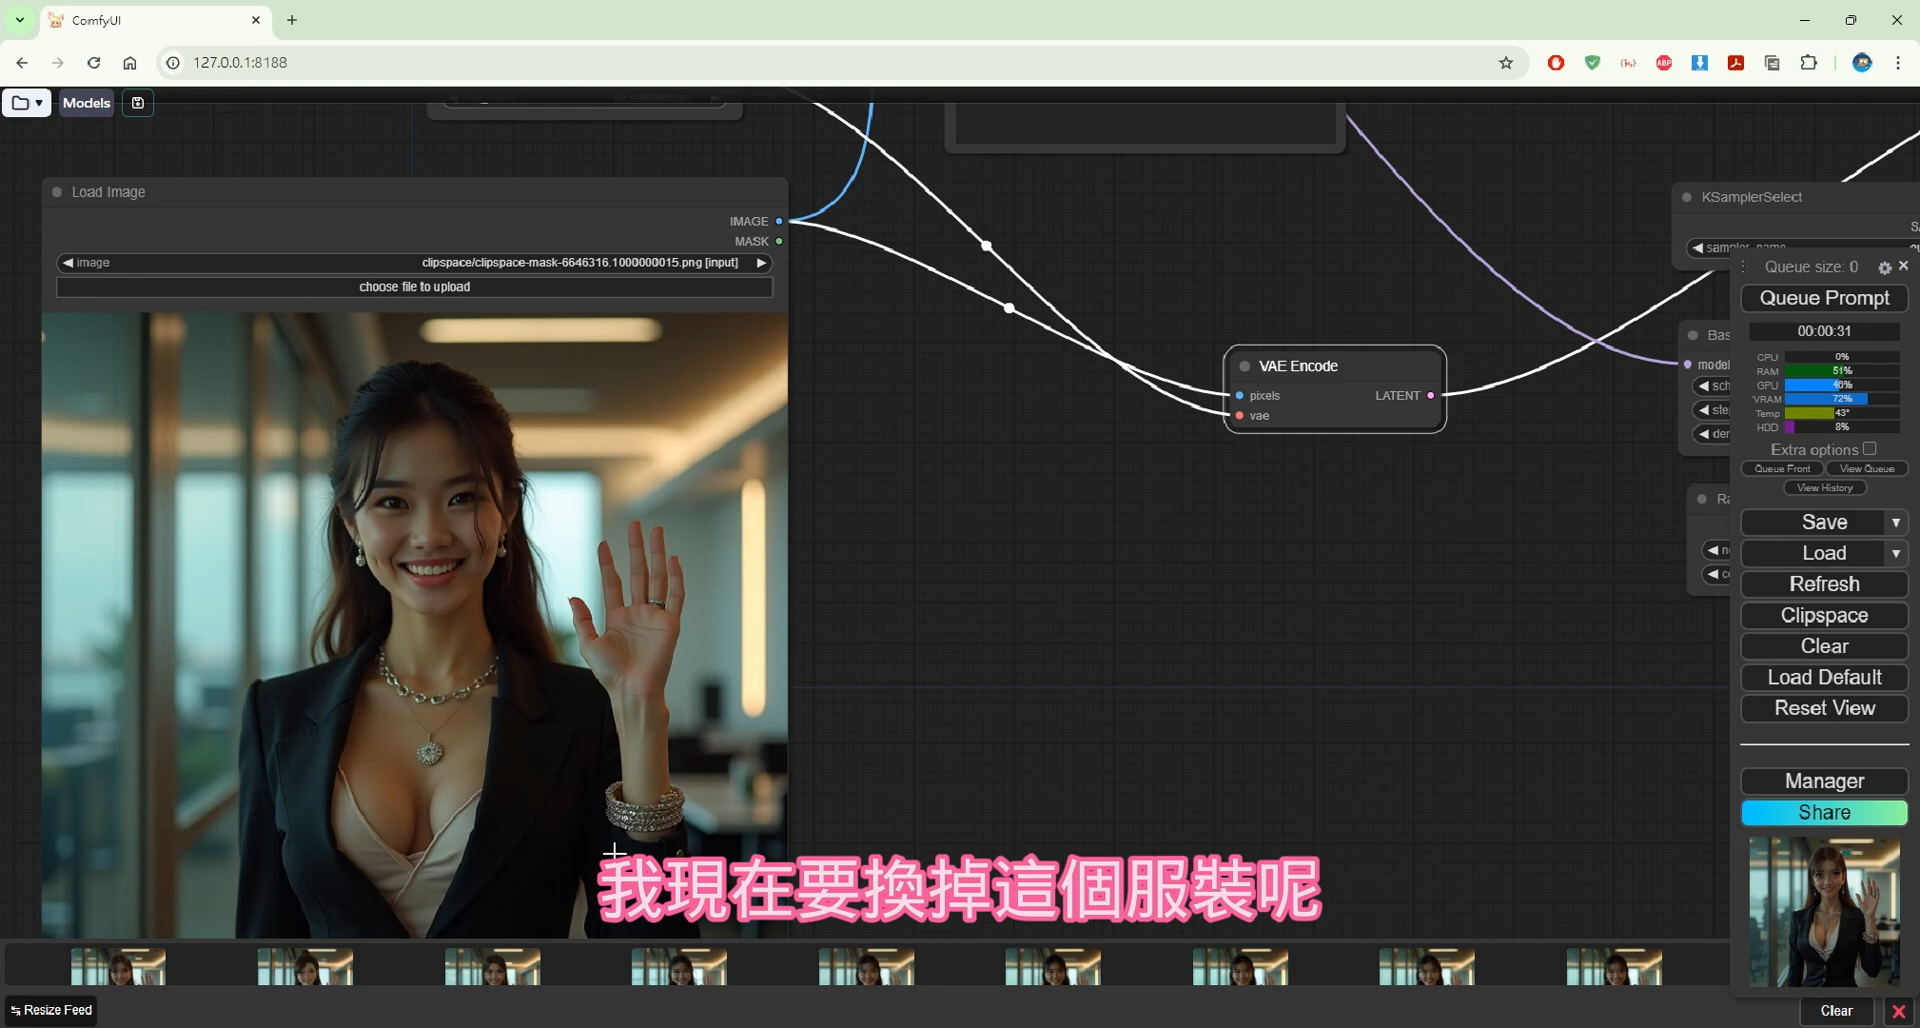 ComfyUI
127.0.0.1:8188
Models
Load Image
IMAGE
MASK
image
clipspace/clipspace-mask-6646316.1000000015.png [input]
choose file to upload
VAE Encode
pixels
LATENT
vae
KSamplerSelect
sampler_name
Queue size: 0
Queue Prompt
00:00:31
CPU 0%
RAM 51%
GPU 46%
VRAM 72%
Temp 43°
HDD 8%
model
Extra options
Queue Front
View Queue
View History
Save
Load
Refresh
Clipspace
Clear
Load Default
Reset View
Manager
Share
我現在要換掉這個服裝呢
Resize Feed
Clear